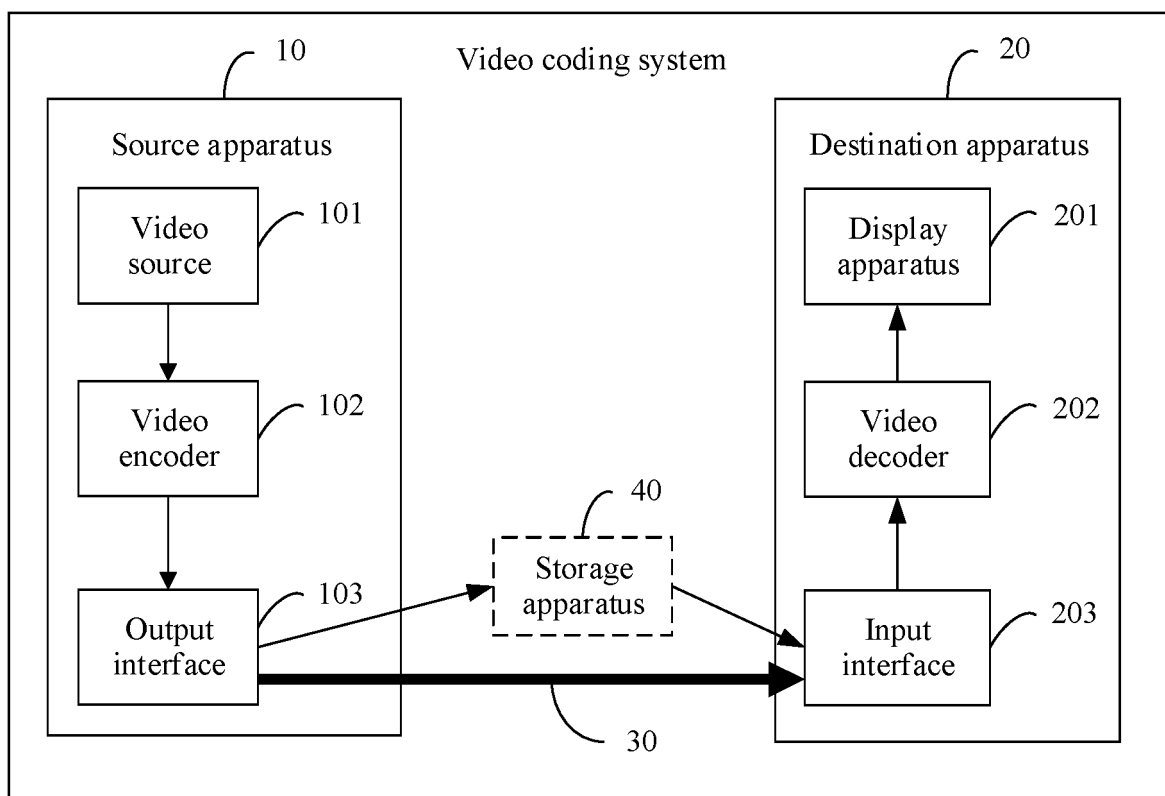 Video coding system
10
Source apparatus
101
Video
source
102
Video
encoder
103
Output
interface
40
Storage
apparatus
30
20
Destination apparatus
201
Display
apparatus
202
Video
decoder
203
Input
interface